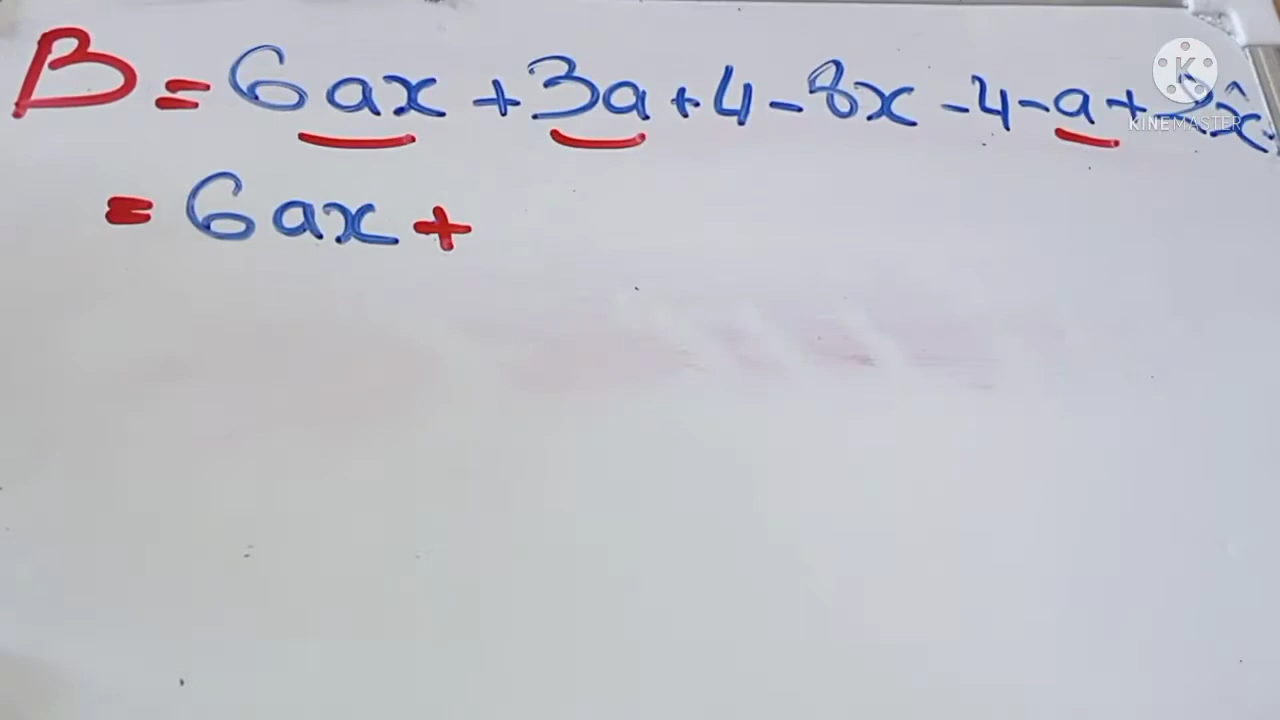 B = 6ax + 3a + 4 - 8x - 4 - a + x
= 6ax +
K
KINEMASTER